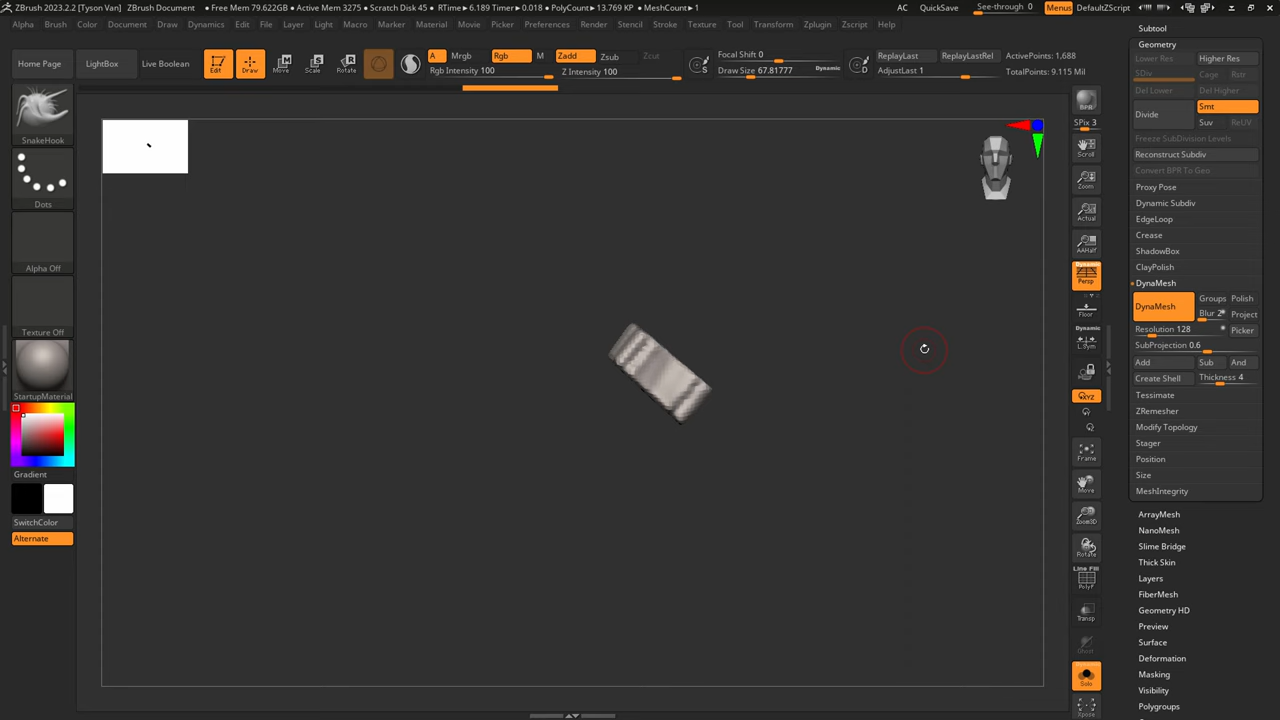 ZBrush 2023.2.2 [Tyson Van]   ZBrush Document   • Free Mem 79.622GB • Active Mem 3275 • Scratch Disk 45 • RTime▸6.189 Timer▸0.018 • PolyCount▸13.769 KP • MeshCount▸1   AC   QuickSave   See-through 0   Menus   DefaultZScript
Alpha Brush Color Document Draw Dynamics Edit File Layer Light Macro Marker Material Movie Picker Preferences Render Stencil Stroke Texture Tool Transform Zplugin Zscript Help
Home Page LightBox Live Boolean Edit Draw Move Scale Rotate
A Mrgb Rgb M Zadd Zsub Zcut
Rgb Intensity 100 Z Intensity 100
S Focal Shift 0
Draw Size 67.81777 Dynamic
D ReplayLast ReplayLastRel
AdjustLast 1
ActivePoints: 1,688
TotalPoints: 9.115 Mil
SnakeHook
Dots
Alpha Off
Texture Off
StartupMaterial
Gradient
SwitchColor
Alternate
BPR
SPix 3
Scroll
Zoom
Actual
AAHalf
Dynamic
Persp
Floor
Dynamic
L.Sym
XYZ
Frame
Move
Zoom3D
Rotate
Line Fill
PolyF
Transp
Ghost
Dynamic
Solo
Xpose
Subtool
Geometry
Lower Res Higher Res
SDiv Cage Rstr
Del Lower Del Higher
Divide Smt
Suv ReUV
Freeze SubDivision Levels
Reconstruct Subdiv
Convert BPR To Geo
Proxy Pose
Dynamic Subdiv
EdgeLoop
Crease
ShadowBox
ClayPolish
DynaMesh
DynaMesh Groups Polish
Blur 2 Project
Resolution 128 Picker
SubProjection 0.6
Add Sub And
Create Shell Thickness 4
Tessimate
ZRemesher
Modify Topology
Stager
Position
Size
MeshIntegrity
ArrayMesh
NanoMesh
Slime Bridge
Thick Skin
Layers
FiberMesh
Geometry HD
Preview
Surface
Deformation
Masking
Visibility
Polygroups